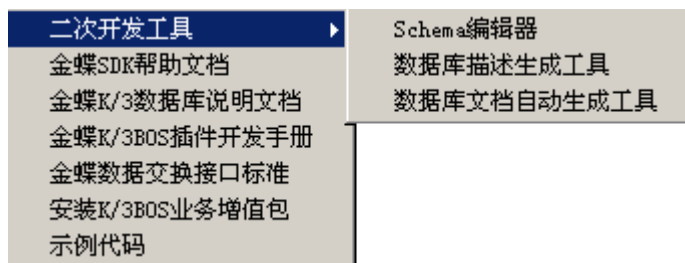 二次开发工具
金蝶SDK帮助文档
金蝶K/3数据库说明文档
金蝶K/3BOS插件开发手册
金蝶数据交换接口标准
安装K/3BOS业务增值包
示例代码
Schema编辑器
数据库描述生成工具
数据库文档自动生成工具